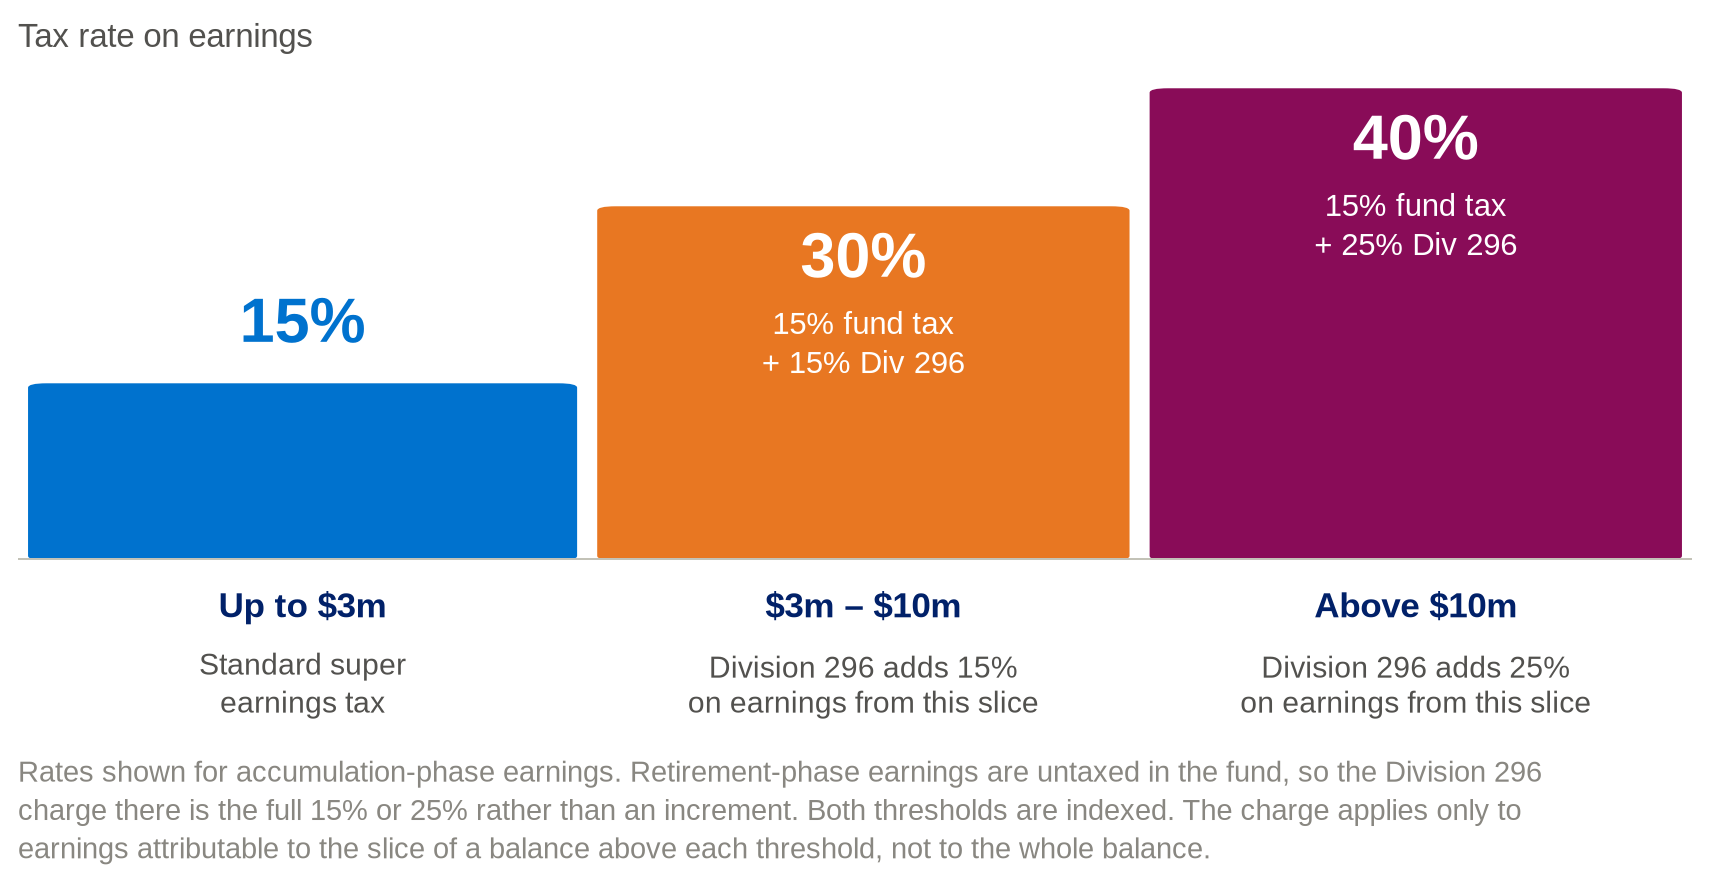 Tax rate on earnings
40%
15% fund tax
+ 25% Div 296
30%
15% fund tax
+ 15% Div 296
15%
Up to $3m
$3m – $10m
Above $10m
Standard super
earnings tax
Division 296 adds 15%
on earnings from this slice
Division 296 adds 25%
on earnings from this slice
Rates shown for accumulation-phase earnings. Retirement-phase earnings are untaxed in the fund, so the Division 296
charge there is the full 15% or 25% rather than an increment. Both thresholds are indexed. The charge applies only to
earnings attributable to the slice of a balance above each threshold, not to the whole balance.